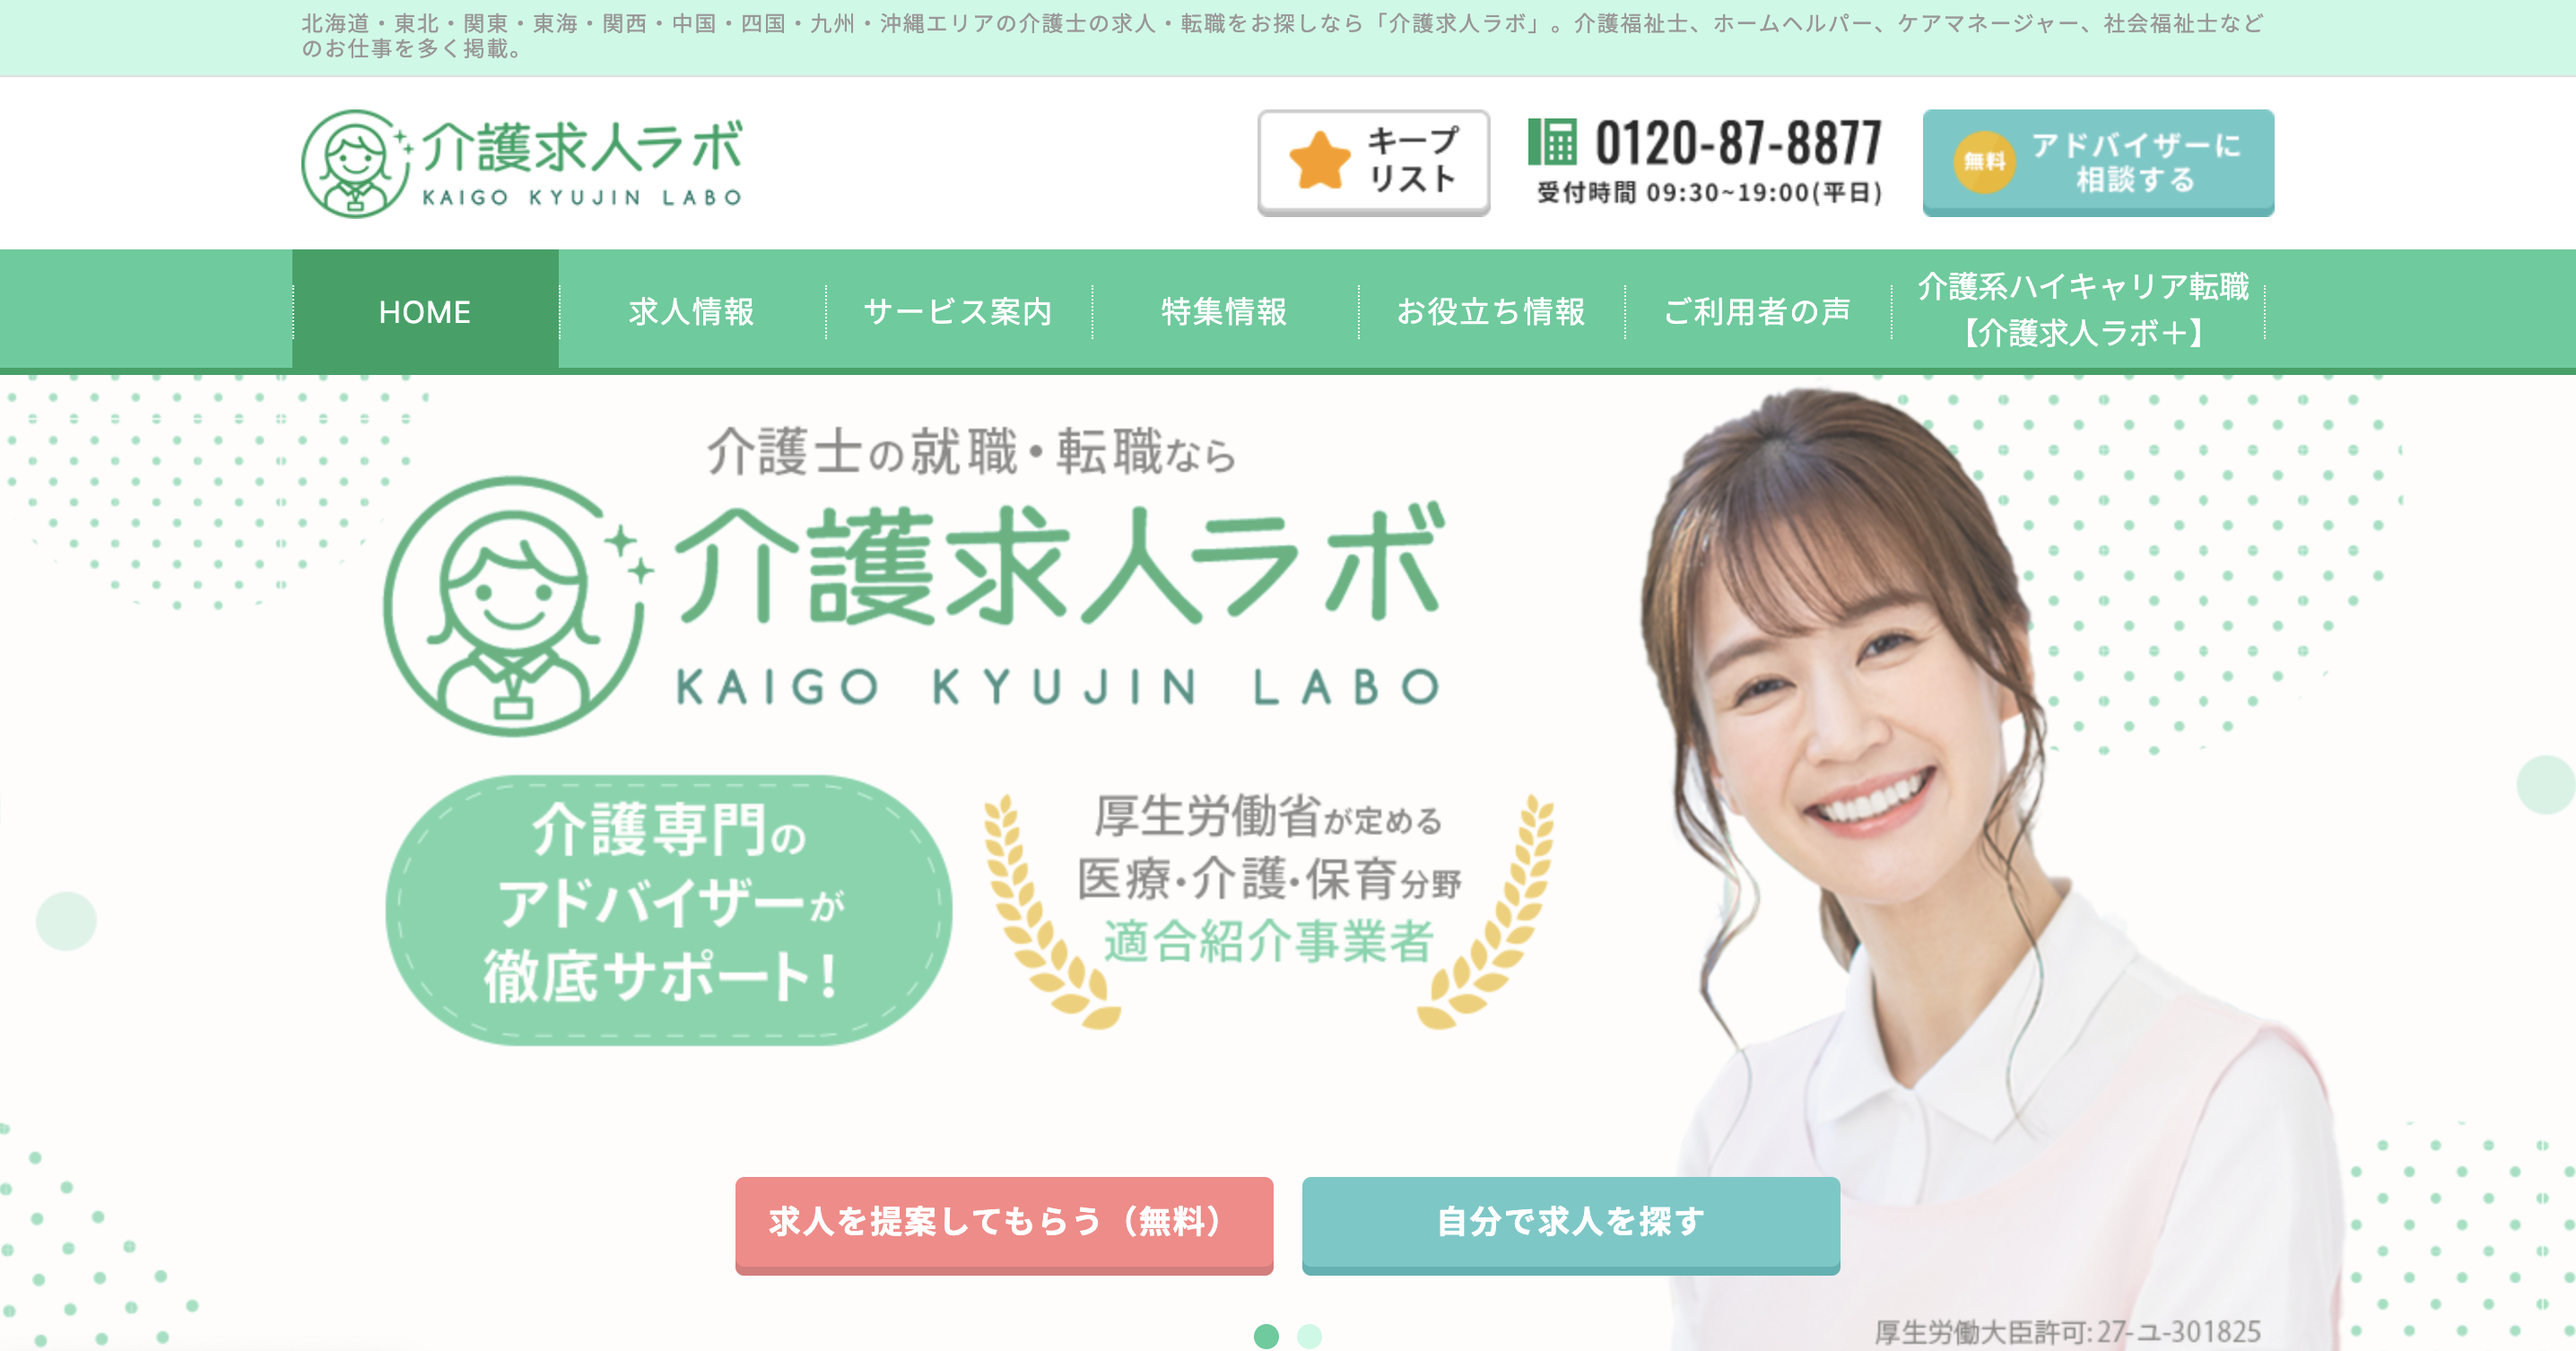 北海道・東北・関東・東海・関西・中国・四国・九州・沖縄エリアの介護士の求人・転職をお探しなら「介護求人ラボ」。介護福祉士、ホームヘルパー、ケアマネージャー、社会福祉士など
のお仕事を多く掲載。
介護求人ラボ
KAIGO KYUJIN LABO
キープ
リスト
0120-87-8877
受付時間 09:30~19:00(平日)
無料
アドバイザーに
相談する
HOME
求人情報
サービス案内
特集情報
お役立ち情報
ご利用者の声
介護系ハイキャリア転職
【介護求人ラボ＋】
介護士の就職・転職なら
介護求人ラボ
KAIGO KYUJIN LABO
介護専門の
アドバイザーが
徹底サポート!
厚生労働省が定める
医療・介護・保育分野
適合紹介事業者
求人を提案してもらう（無料）
自分で求人を探す
厚生労働大臣許可:27-ユ-301825